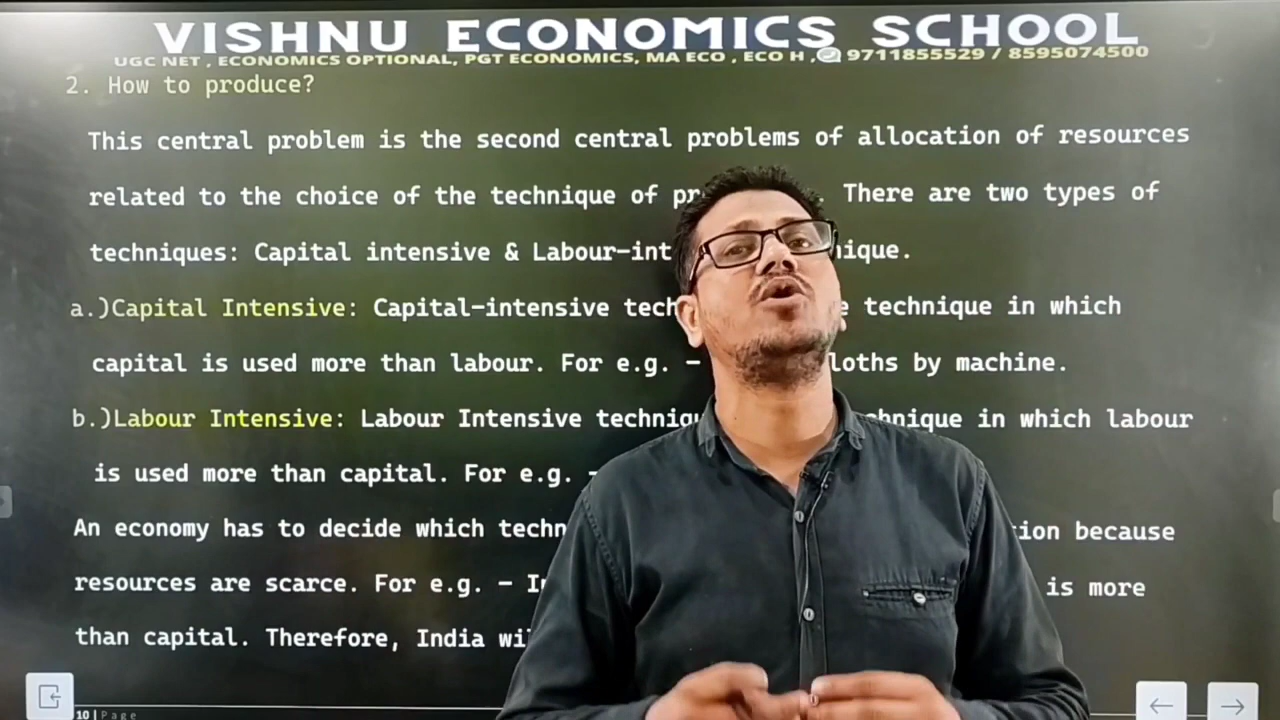 VISHNU ECONOMICS SCHOOL
UGC NET , ECONOMICS OPTIONAL, PGT ECONOMICS, MA ECO , ECO H , 9711855529 / 8595074500
2. How to produce?
This central problem is the second central problems of allocation of resources
related to the choice of the technique of There are two types of
techniques: Capital intensive & Labour-int
a.)Capital Intensive: Capital-intensive tech technique in which
capital is used more than labour. For e.g. – loths by machine.
b.)Labour Intensive: Labour Intensive techniqu chnique in which labour
is used more than capital. For e.g. -
An economy has to decide which techn tion because
resources are scarce. For e.g. – is more
than capital. Therefore, India wi
10 | Page